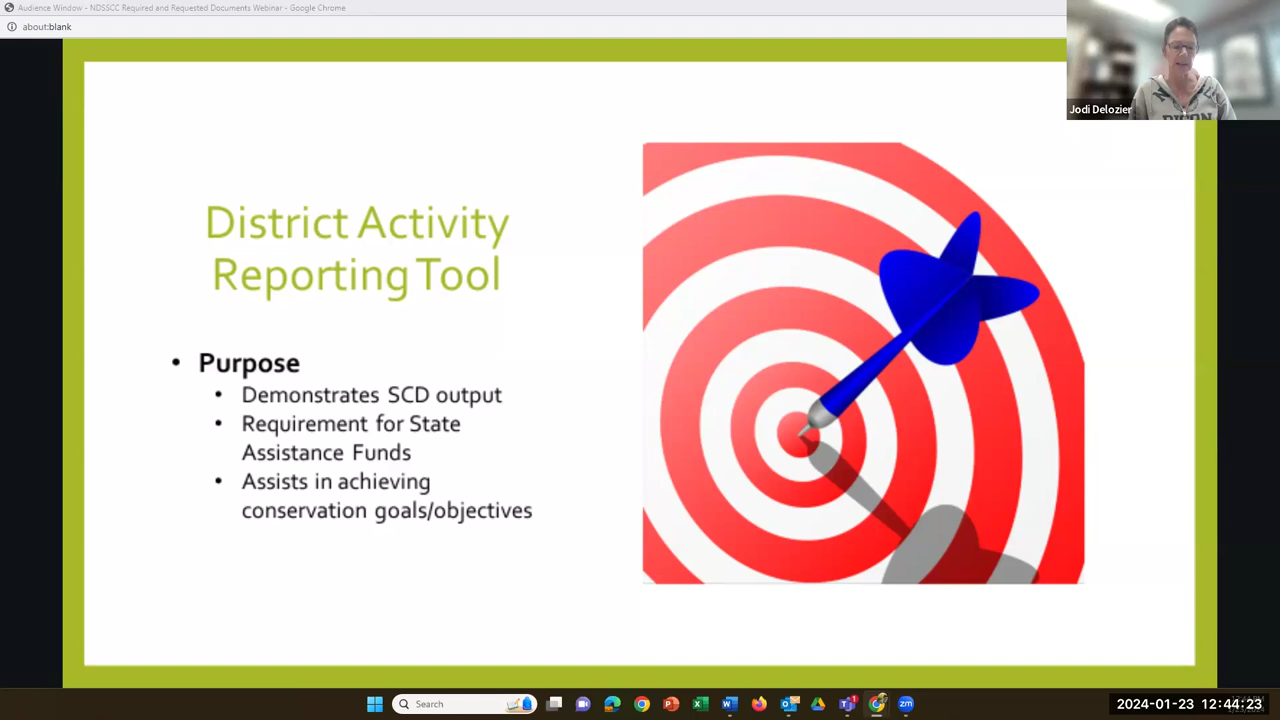 Audience Window - NDSSCC Required and Requested Documents Webinar - Google Chrome
about:blank
Jodi Delozier
District Activity
Reporting Tool
• Purpose
• Demonstrates SCD output
• Requirement for State
Assistance Funds
• Assists in achieving
conservation goals/objectives
Search
2024-01-23 12:44:23